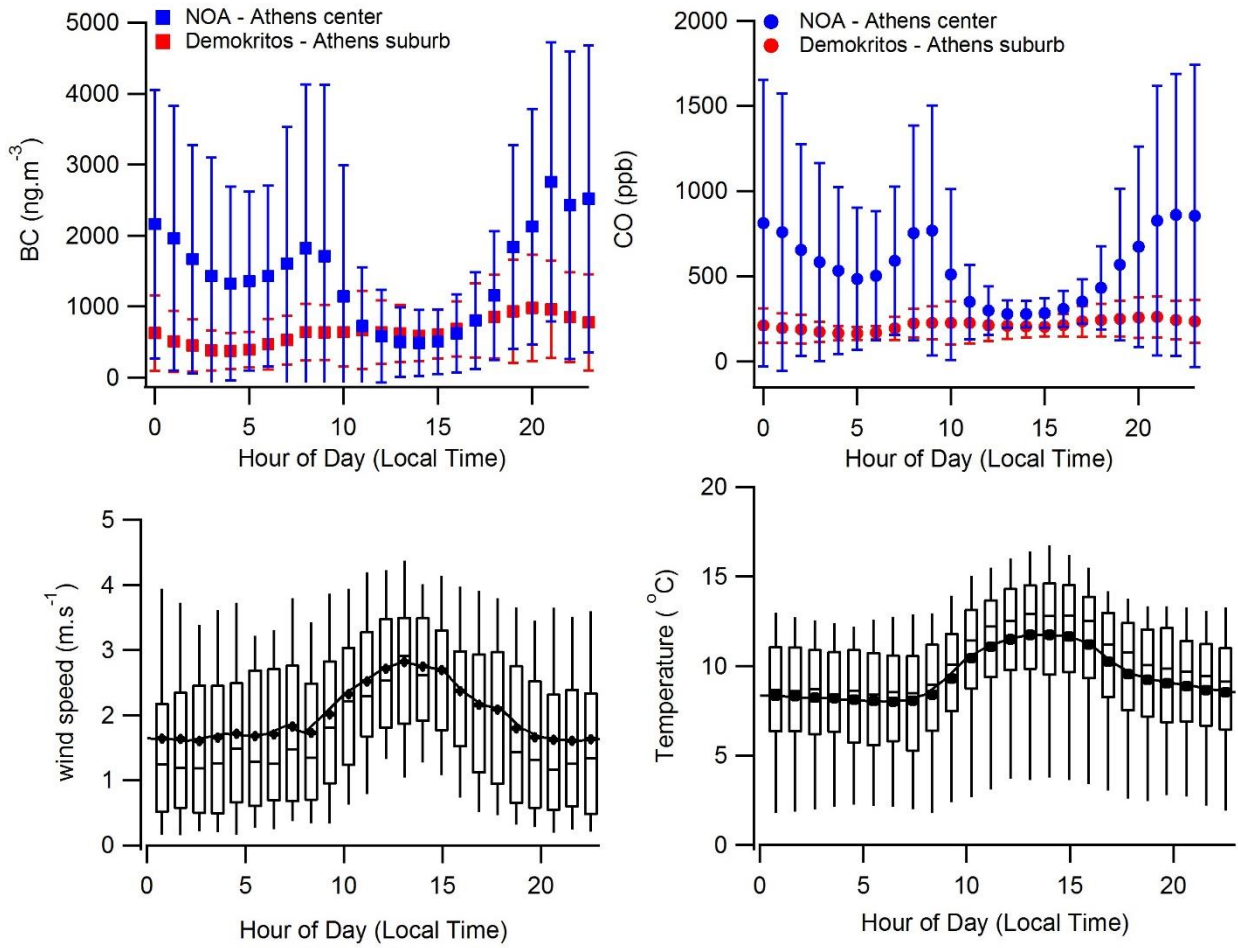 NOA - Athens center
Demokritos - Athens suburb
BC (ng.m-3)
5000
4000
3000
2000
1000
0
0 5 10 15 20
Hour of Day (Local Time)
NOA - Athens center
Demokritos - Athens suburb
CO (ppb)
2000
1500
1000
500
0
0 5 10 15 20
Hour of Day (Local Time)
wind speed (m.s-1)
5
4
3
2
1
0
0 5 10 15 20
Hour of Day (Local Time)
Temperature ( oC)
20
15
10
5
0
0 5 10 15 20
Hour of Day (Local Time)